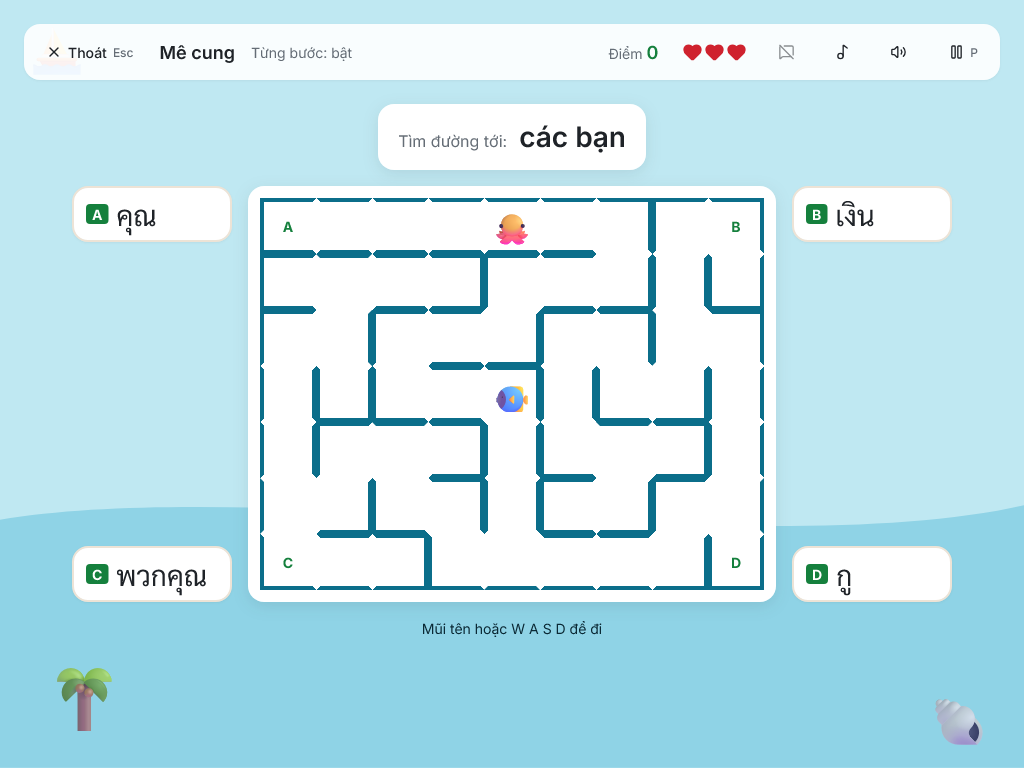 Thoát Esc Mê cung Từng bước: bật Điểm 0 P
Tìm đường tới: các bạn
A คุณ
B เงิน
A B
C D
C พวกคุณ
D กู
Mũi tên hoặc W A S D để đi